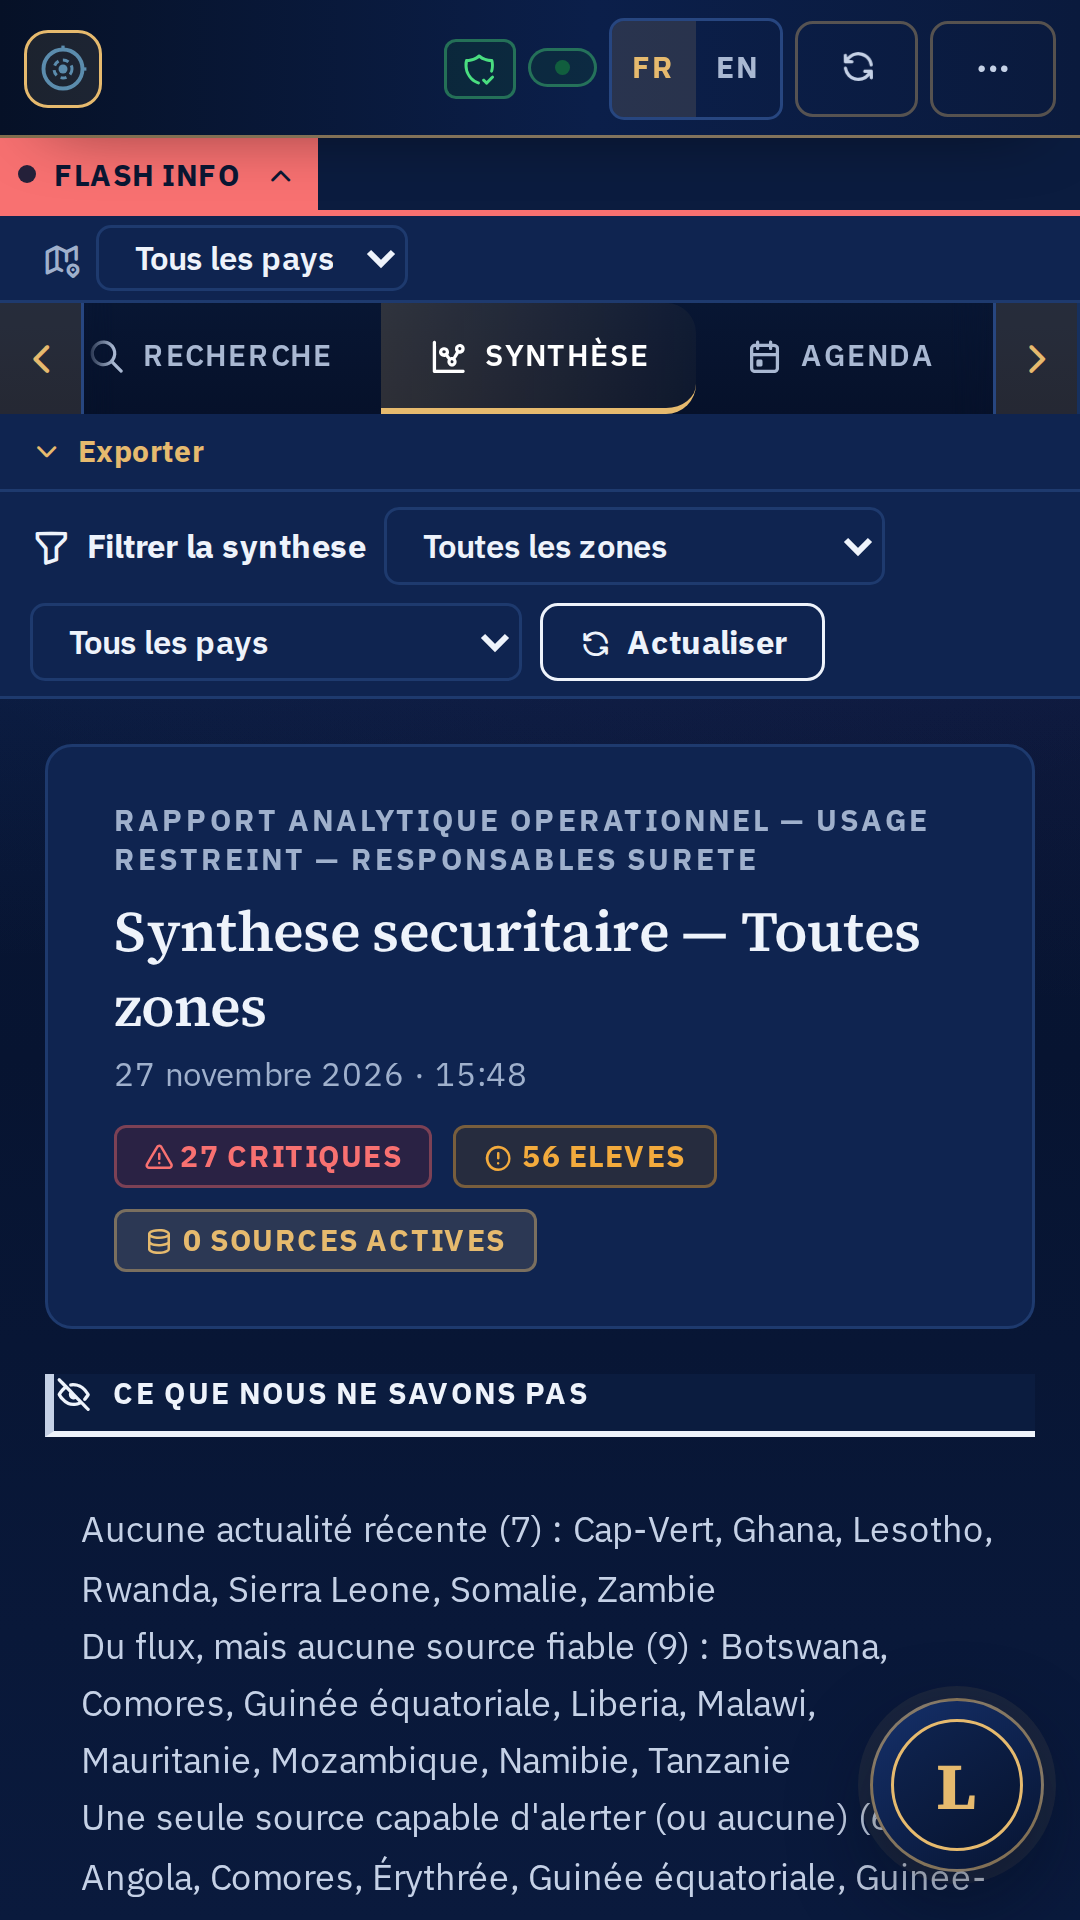 FR EN
FLASH INFO
Tous les pays
RECHERCHE SYNTHÈSE AGENDA
Exporter
Filtrer la synthese Toutes les zones
Tous les pays Actualiser
RAPPORT ANALYTIQUE OPERATIONNEL — USAGE
RESTREINT — RESPONSABLES SURETE
Synthese securitaire — Toutes
zones
27 novembre 2026 · 15:48
27 CRITIQUES 56 ELEVES
0 SOURCES ACTIVES
CE QUE NOUS NE SAVONS PAS
Aucune actualité récente (7) : Cap-Vert, Ghana, Lesotho,
Rwanda, Sierra Leone, Somalie, Zambie
Du flux, mais aucune source fiable (9) : Botswana,
Comores, Guinée équatoriale, Liberia, Malawi,
Mauritanie, Mozambique, Namibie, Tanzanie
L
Une seule source capable d'alerter (ou aucune)
Angola, Comores, Érythrée, Guinée équatoriale, Guinée-